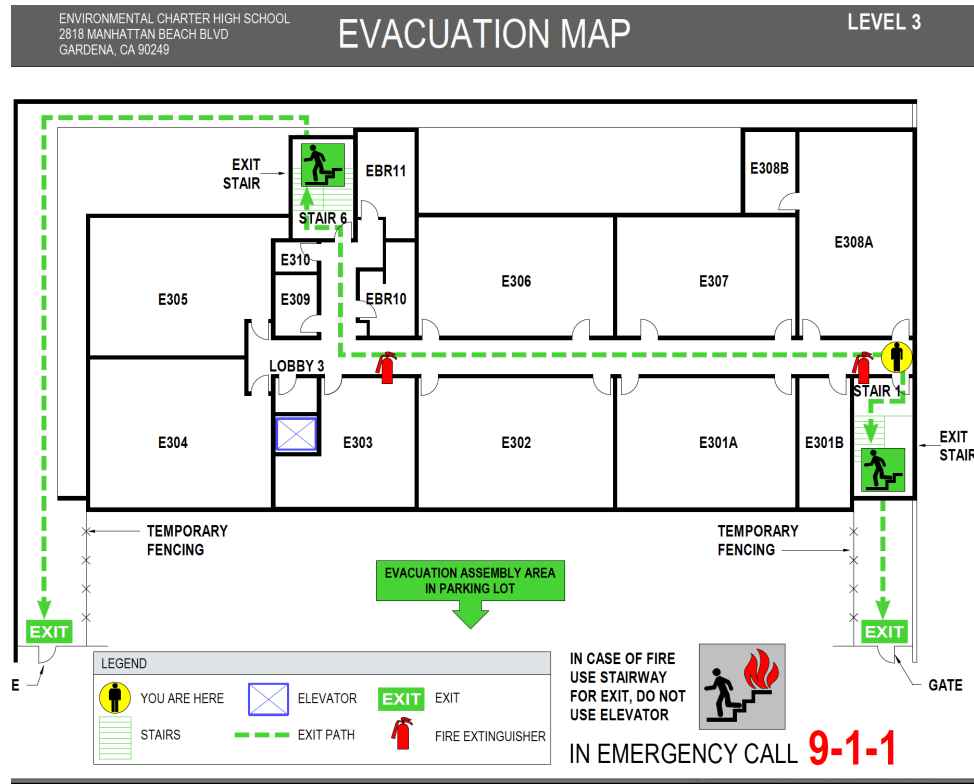 ENVIRONMENTAL CHARTER HIGH SCHOOL
2818 MANHATTAN BEACH BLVD
GARDENA, CA 90249
EVACUATION MAP
LEVEL 3
EXIT
STAIR
EBR11
E308B
STAIR 6
E308A
E310
E305
E309
EBR10
E306
E307
LOBBY 3
STAIR 1
E304
E303
E302
E301A
E301B
EXIT
STAIR
TEMPORARY
FENCING
TEMPORARY
FENCING
EVACUATION ASSEMBLY AREA
IN PARKING LOT
EXIT
EXIT
E
GATE
LEGEND
YOU ARE HERE
ELEVATOR
EXIT
EXIT
STAIRS
EXIT PATH
FIRE EXTINGUISHER
IN CASE OF FIRE
USE STAIRWAY
FOR EXIT, DO NOT
USE ELEVATOR
IN EMERGENCY CALL 9-1-1